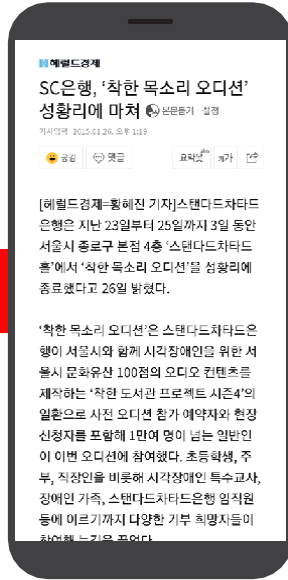 헤럴드경제
SC은행, ‘착한 목소리 오디션’
성황리에 마쳐 본문듣기 · 설정
기사입력 2015.01.26. 오후 1:19
공감 댓글 요약봇 가
[헤럴드경제=황혜진 기자]스탠다드차타드
은행은 지난 23일부터 25일까지 3일 동안
서울시 종로구 본점 4층 ‘스탠다드차타드
홀’에서 ‘착한 목소리 오디션’을 성황리에
종료했다고 26일 밝혔다.
‘착한 목소리 오디션’은 스탠다드차타드은
행이 서울시와 함께 시각장애인을 위한 서
울시 문화유산 100점의 오디오 컨텐츠를
제작하는 ‘착한 도서관 프로젝트 시즌4’의
일환으로 사전 오디션 참가 예약자와 현장
신청자를 포함해 1만여 명이 넘는 일반인
이 이번 오디션에 참여했다. 초등학생, 주
부, 직장인을 비롯해 시각장애인 특수교사,
장애인 가족, 스탠다드차타드은행 임직원
등에 이르기까지 다양한 기부 희망자들이
참여해 눈길을 끌었다